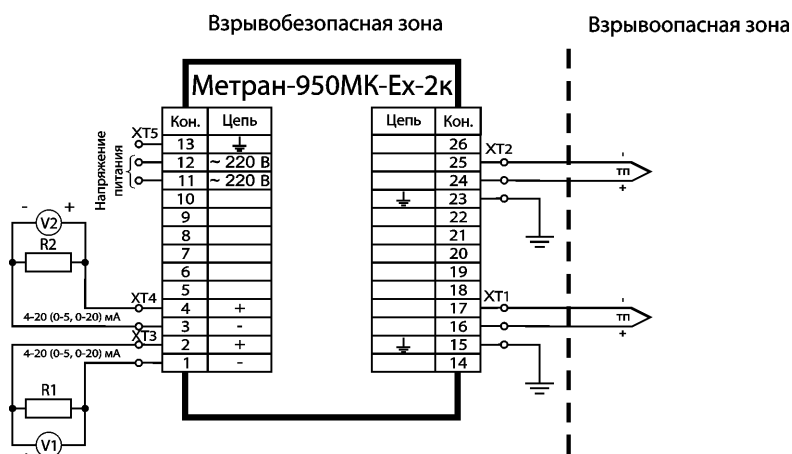 Взрывобезопасная зона
Взрывоопасная зона
Метран-950МК-Ex-2к
Кон. Цепь
Цепь Кон.
XT5
13
12 ~ 220 В
11 ~ 220 В
10
9
8
7
6
5
4 +
3 -
2 +
1 -
Напряжение
питания
- +
V2
R2
XT4
4-20 (0-5, 0-20) мА
XT3
4-20 (0-5, 0-20) мА
R1
V1
26
25
24
23
22
21
20
19
18
17
16
15
14
XT2
-
ТП
+
XT1
-
ТП
+